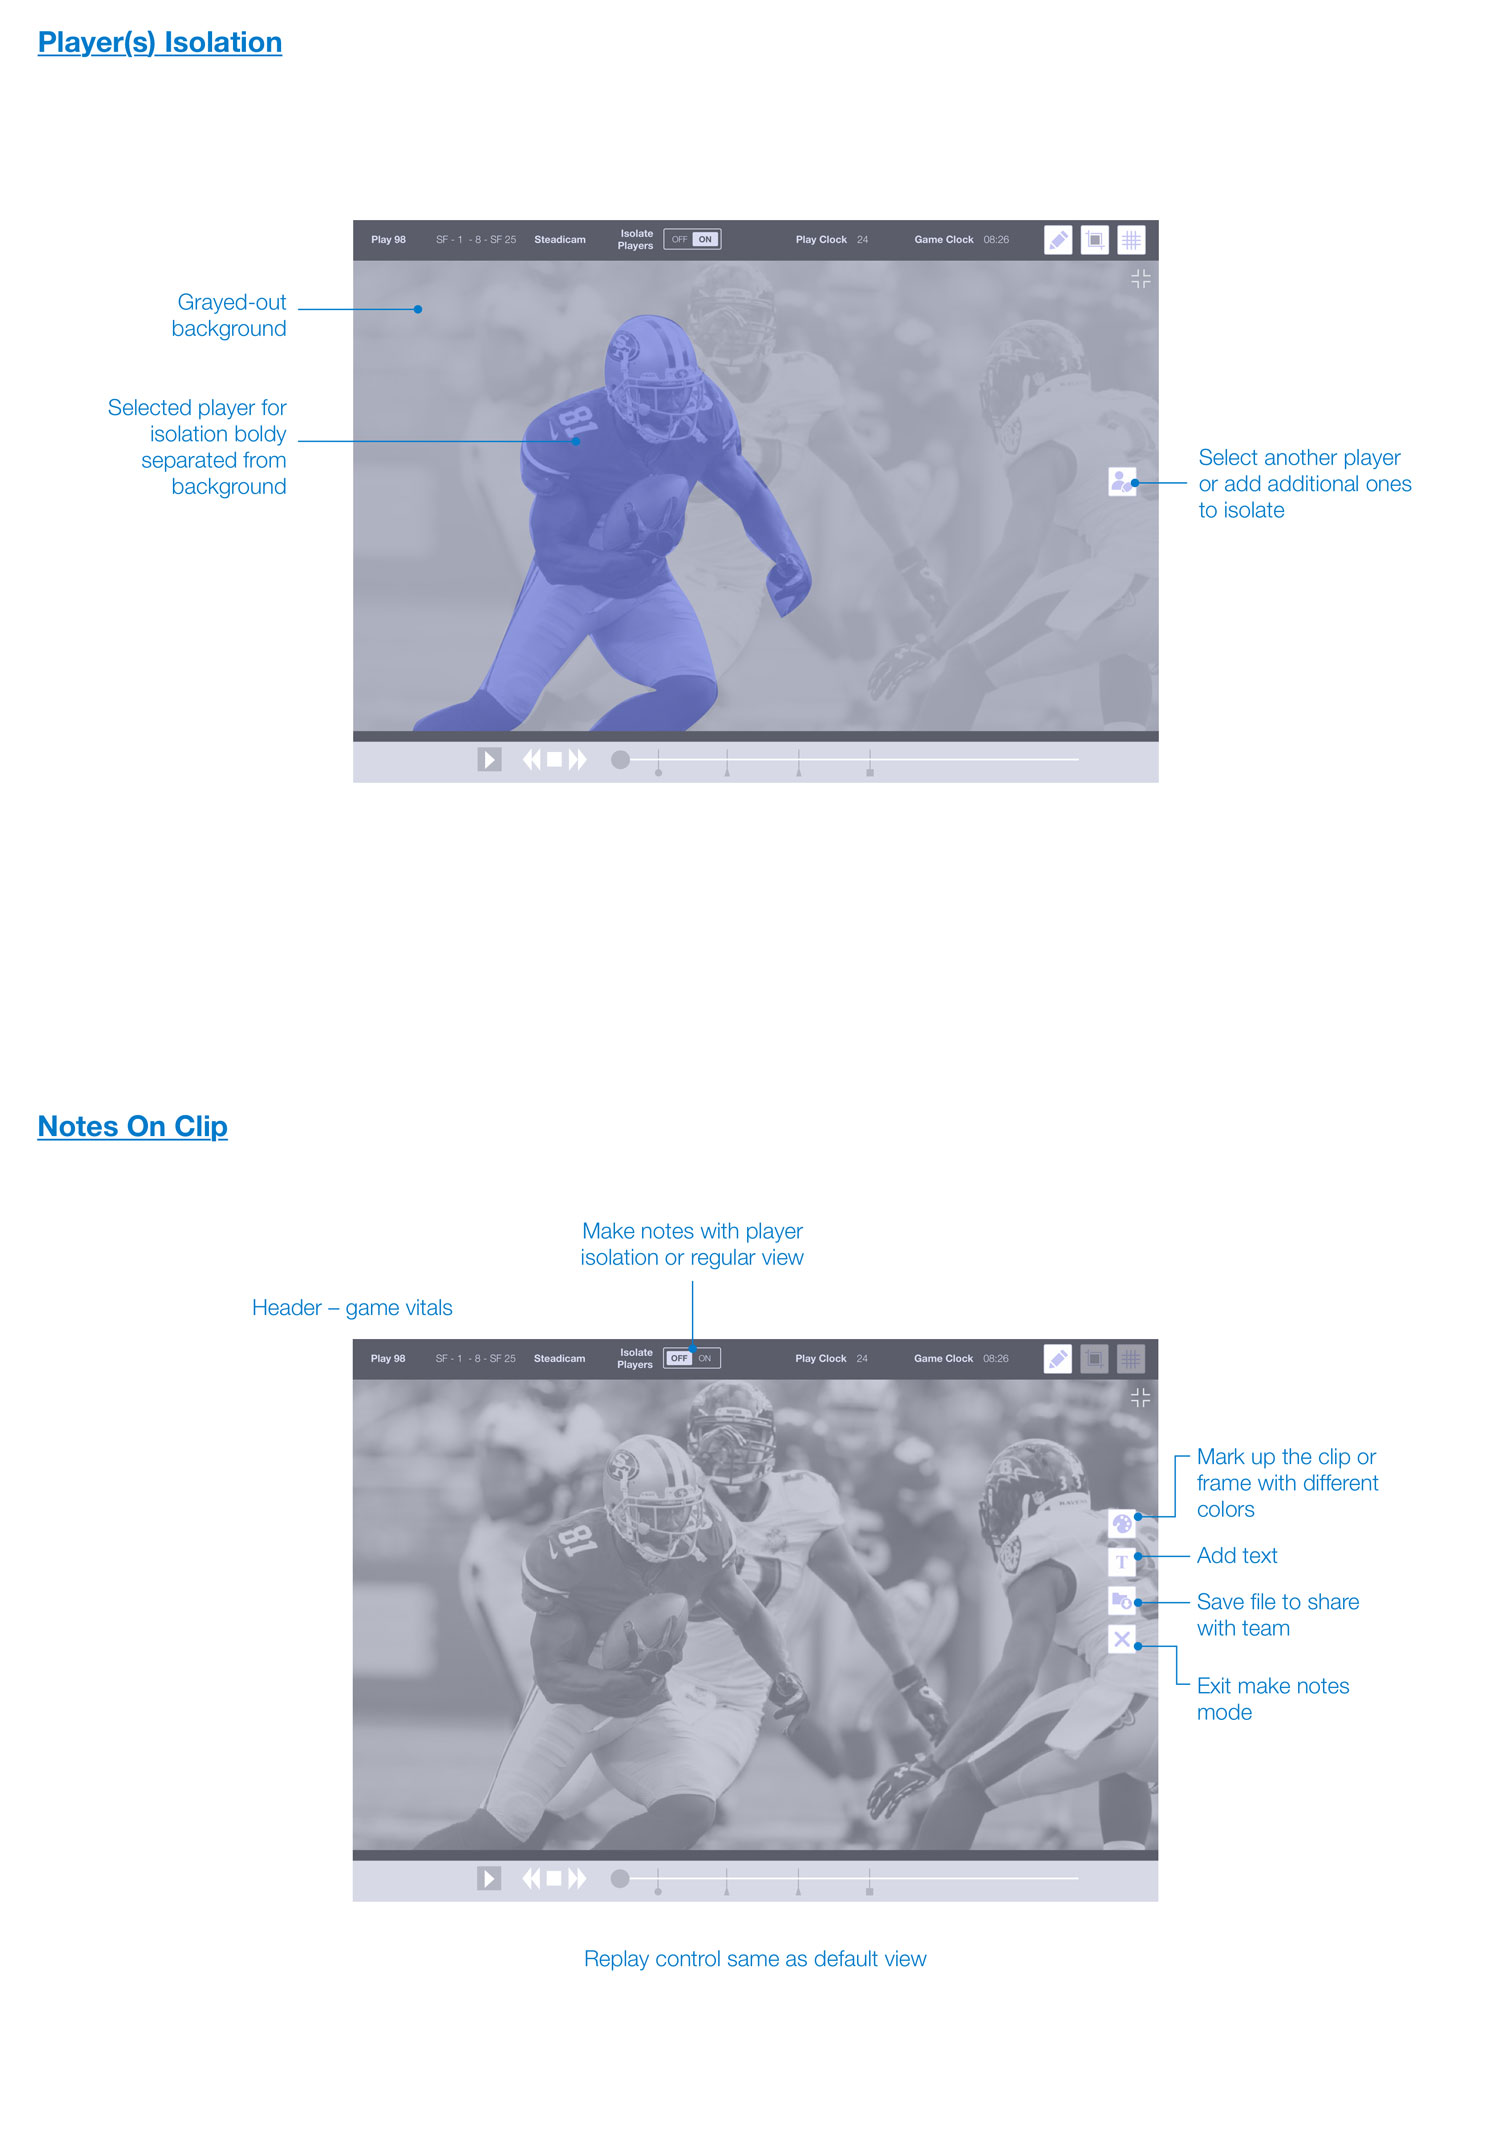 Player(s) Isolation
Play 98 SF - 1 - 8 - SF 25 Steadicam Isolate Players OFF ON Play Clock 24 Game Clock 08:26
Grayed-out
background
81
Selected player for
isolation boldy
separated from
background
Select another player
or add additional ones
to isolate
Notes On Clip
Make notes with player
isolation or regular view
Header – game vitals
Play 98 SF - 1 - 8 - SF 25 Steadicam Isolate Players OFF ON Play Clock 24 Game Clock 08:26
81
Mark up the clip or
frame with different
colors
T
Add text
Save file to share
with team
Exit make notes
mode
Replay control same as default view